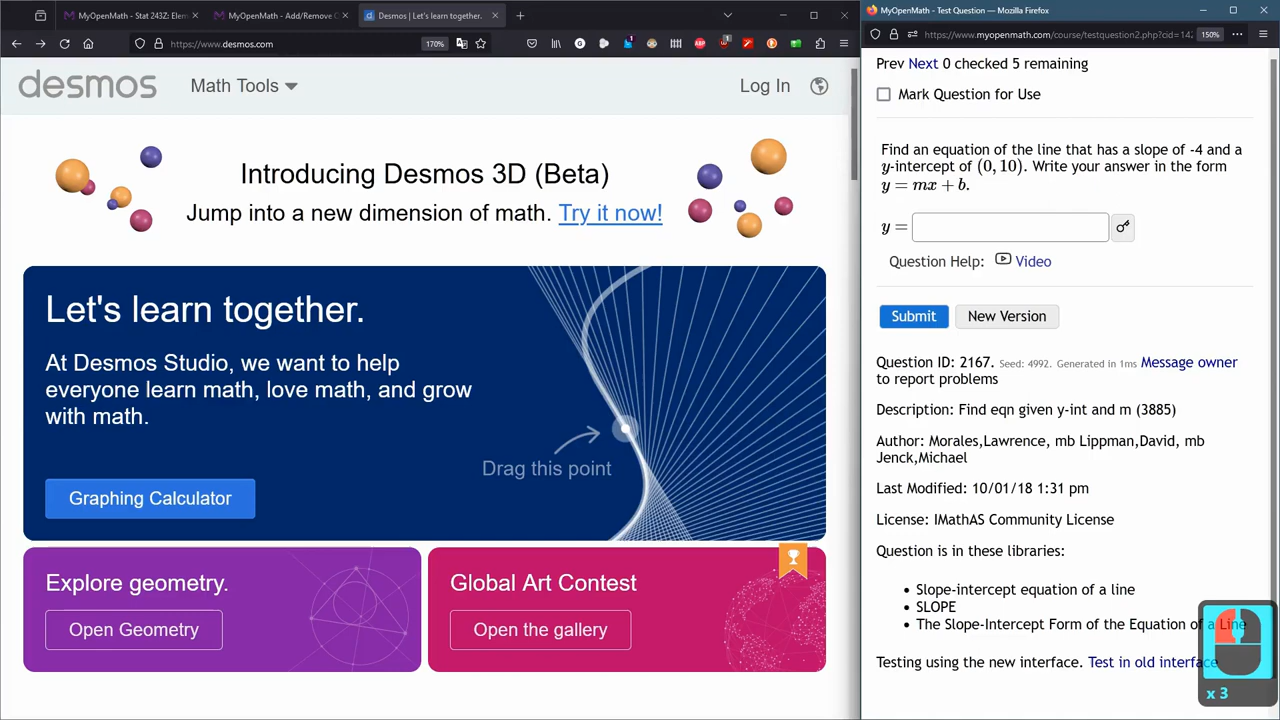 MyOpenMath - Stat 243Z: Elem
MyOpenMath - Add/Remove Q
Desmos | Let's learn together.
https://www.desmos.com
170%
desmos
Math Tools
Log In
Introducing Desmos 3D (Beta)
Jump into a new dimension of math. Try it now!
Let's learn together.
At Desmos Studio, we want to help
everyone learn math, love math, and grow
with math.
Drag this point
Graphing Calculator
Explore geometry.
Open Geometry
Global Art Contest
Open the gallery
MyOpenMath - Test Question — Mozilla Firefox
https://www.myopenmath.com/course/testquestion2.php?cid=142
150%
Prev Next 0 checked 5 remaining
Mark Question for Use
Find an equation of the line that has a slope of -4 and a
y-intercept of (0, 10). Write your answer in the form
y = mx + b.
y =
Question Help: Video
Submit
New Version
Question ID: 2167. Seed: 4992. Generated in 1ms Message owner
to report problems
Description: Find eqn given y-int and m (3885)
Author: Morales,Lawrence, mb Lippman,David, mb
Jenck,Michael
Last Modified: 10/01/18 1:31 pm
License: IMathAS Community License
Question is in these libraries:
Slope-intercept equation of a line
SLOPE
The Slope-Intercept Form of the Equation of a Line
Testing using the new interface. Test in old interface
x 3